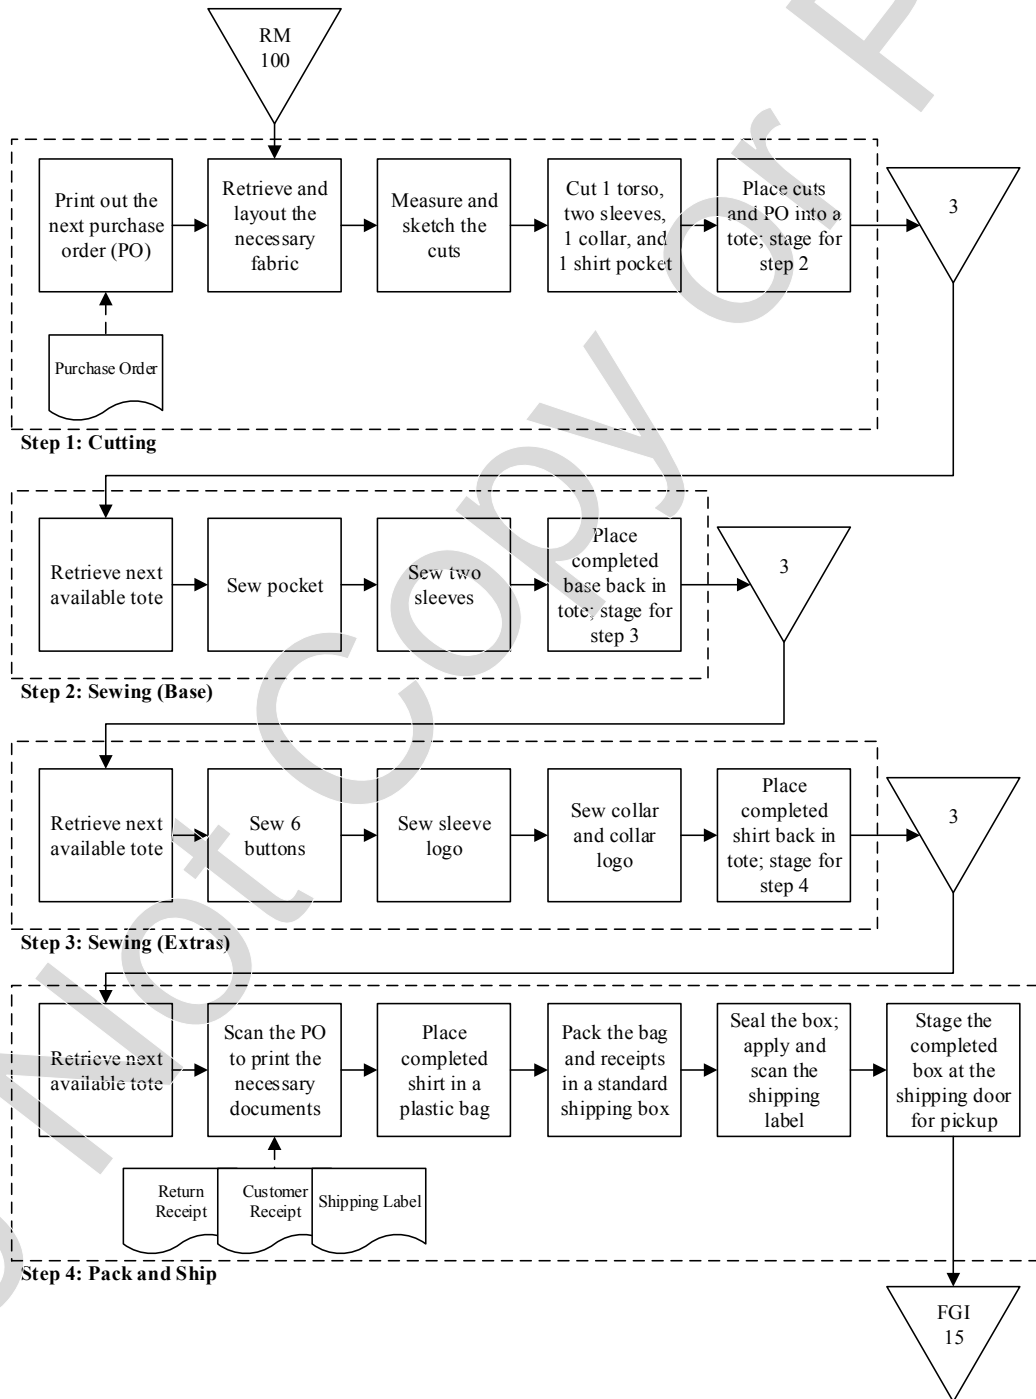 RM
100
Print out the
next purchase
order (PO)
Retrieve and
layout the
necessary
fabric
Measure and
sketch the
cuts
Cut 1 torso,
two sleeves,
1 collar, and
1 shirt pocket
Place cuts
and PO into a
tote; stage for
step 2
3
Purchase Order
Step 1: Cutting
Retrieve next
available tote
Sew pocket
Sew two
sleeves
Place
completed
base back in
tote; stage for
step 3
3
Step 2: Sewing (Base)
Retrieve next
available tote
Sew 6
buttons
Sew sleeve
logo
Sew collar
and collar
logo
Place
completed
shirt back in
tote; stage for
step 4
3
Step 3: Sewing (Extras)
Retrieve next
available tote
Scan the PO
to print the
necessary
documents
Place
completed
shirt in a
plastic bag
Pack the bag
and receipts
in a standard
shipping box
Seal the box;
apply and
scan the
shipping
label
Stage the
completed
box at the
shipping door
for pickup
Return
Receipt
Customer
Receipt
Shipping Label
Step 4: Pack and Ship
FGI
15
Not Copy or